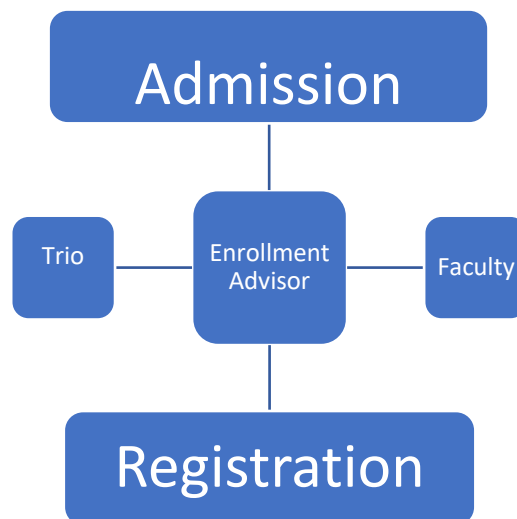 Admission
Trio
Enrollment
Advisor
Faculty
Registration